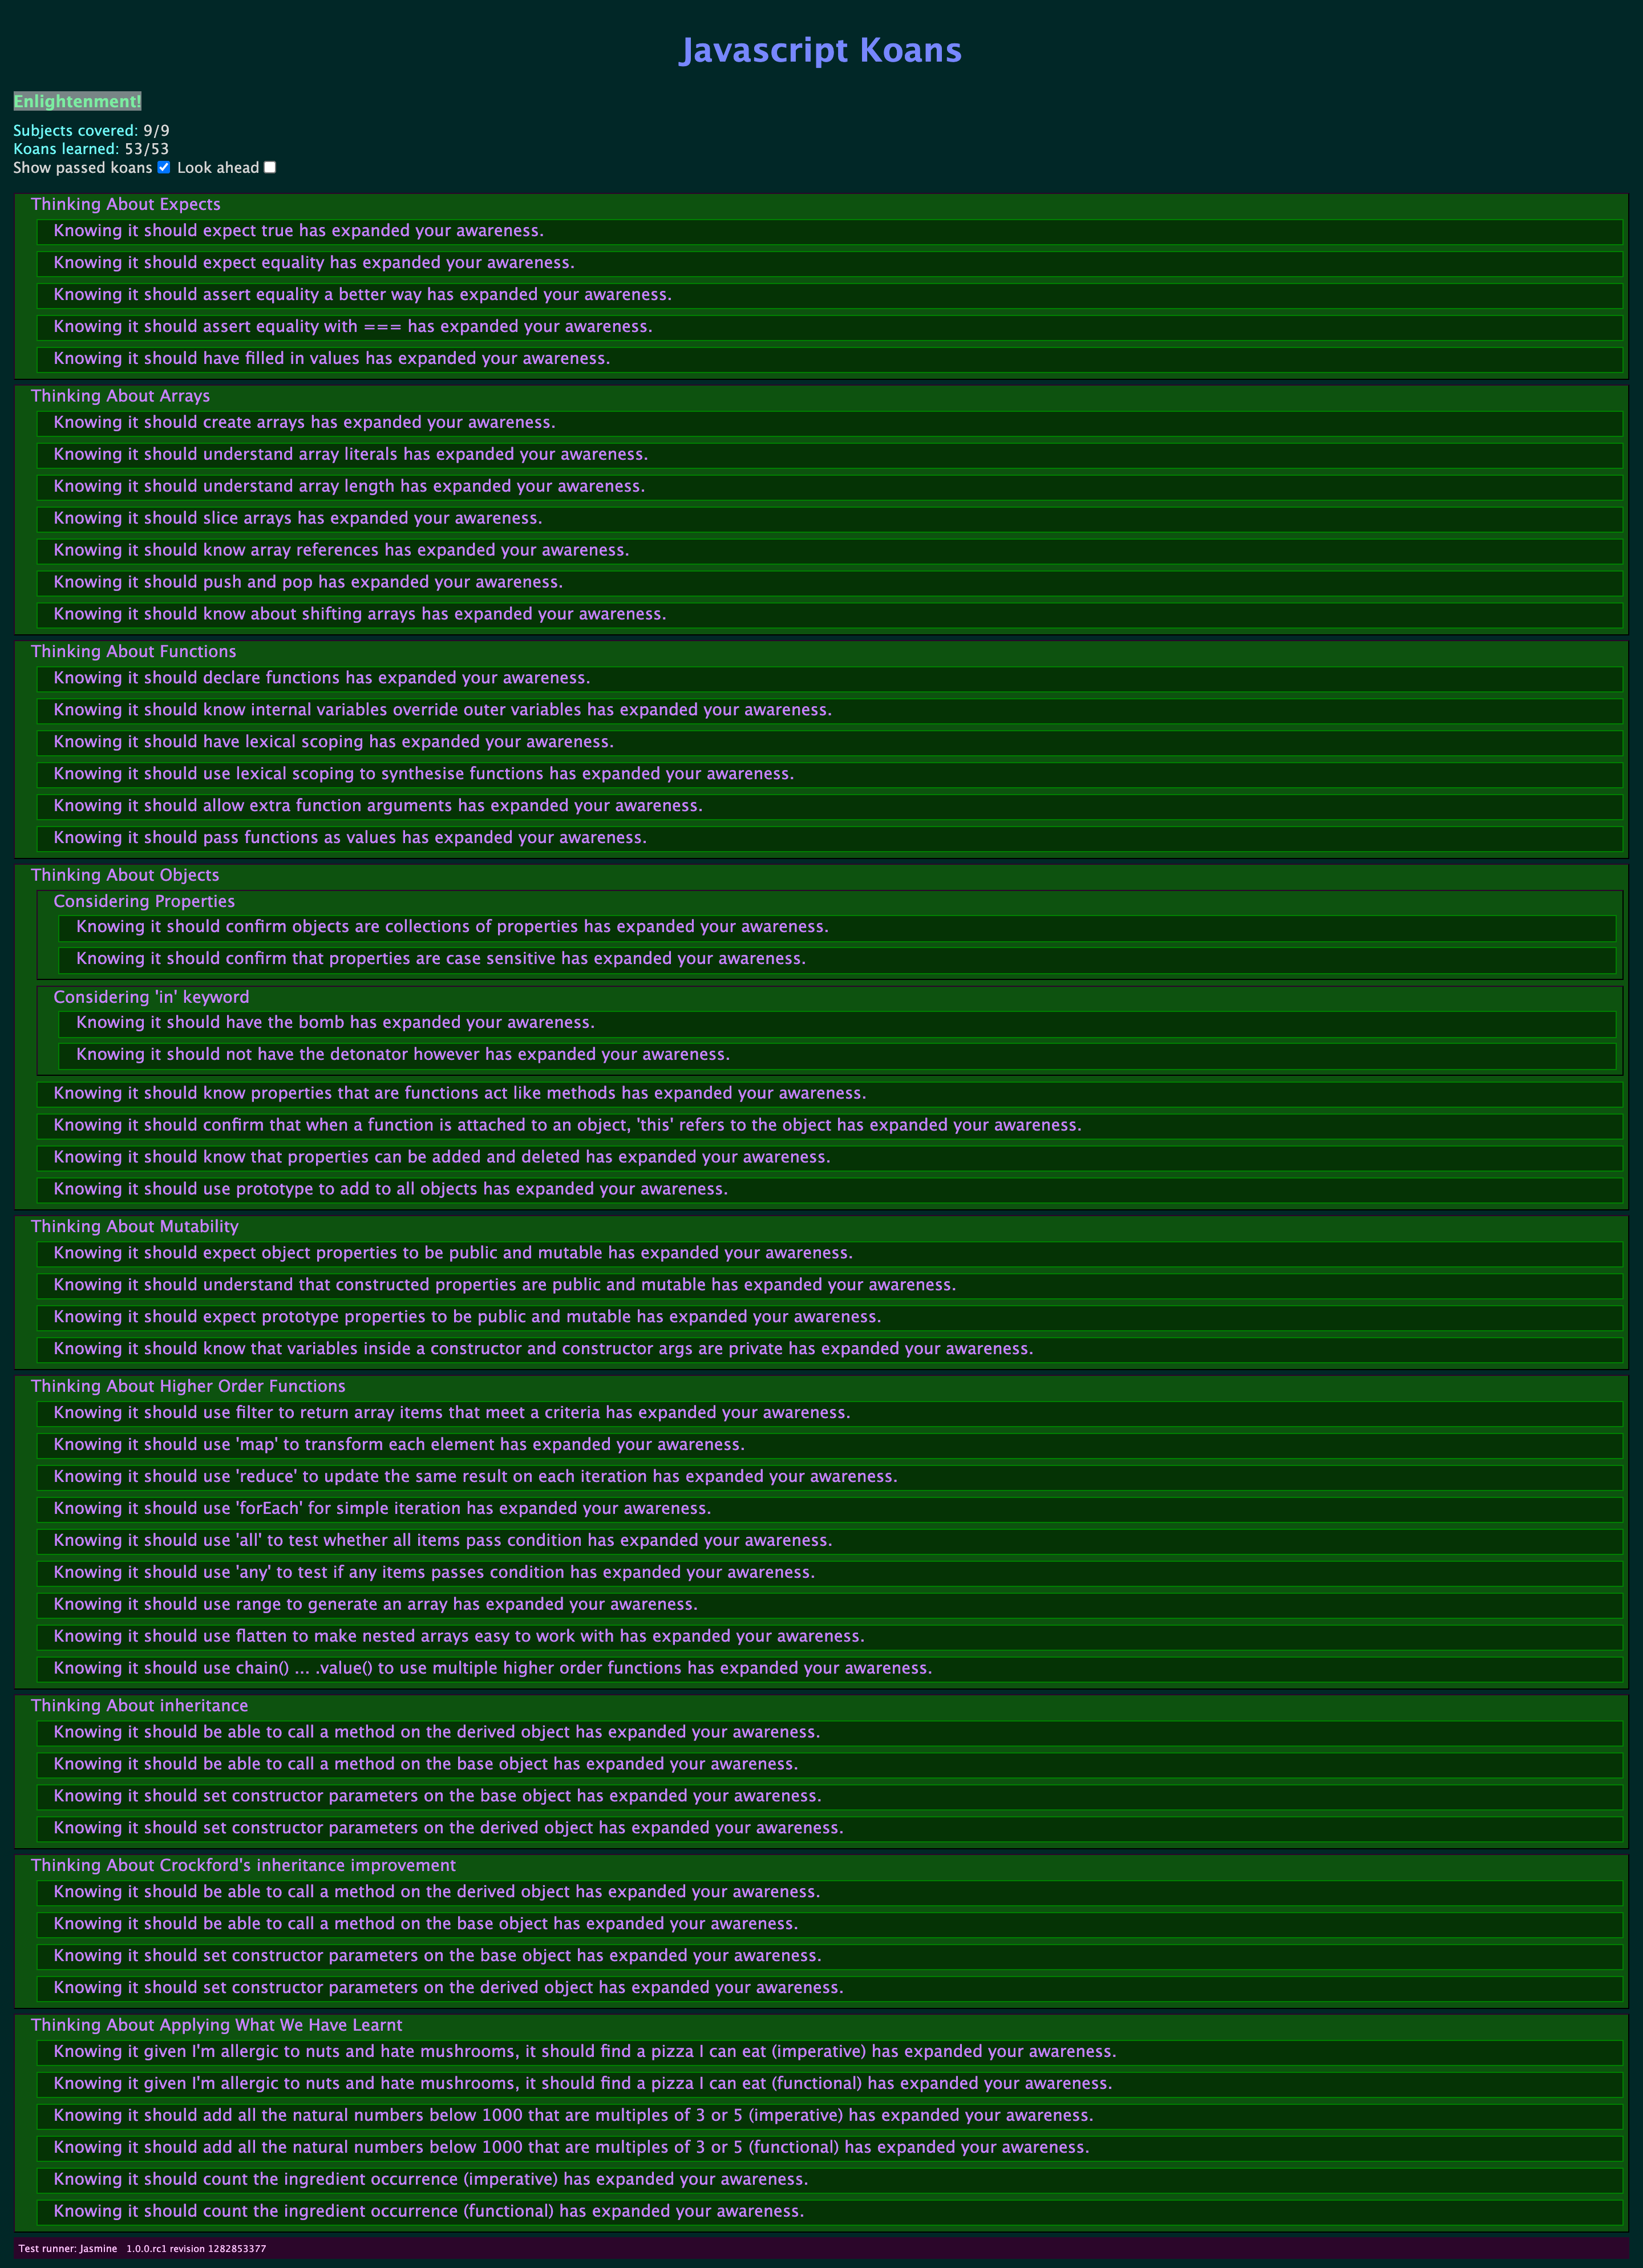 Javascript Koans
Enlightenment!
Subjects covered: 9/9
Koans learned: 53/53
Show passed koans Look ahead
Thinking About Expects
Knowing it should expect true has expanded your awareness.
Knowing it should expect equality has expanded your awareness.
Knowing it should assert equality a better way has expanded your awareness.
Knowing it should assert equality with === has expanded your awareness.
Knowing it should have filled in values has expanded your awareness.
Thinking About Arrays
Knowing it should create arrays has expanded your awareness.
Knowing it should understand array literals has expanded your awareness.
Knowing it should understand array length has expanded your awareness.
Knowing it should slice arrays has expanded your awareness.
Knowing it should know array references has expanded your awareness.
Knowing it should push and pop has expanded your awareness.
Knowing it should know about shifting arrays has expanded your awareness.
Thinking About Functions
Knowing it should declare functions has expanded your awareness.
Knowing it should know internal variables override outer variables has expanded your awareness.
Knowing it should have lexical scoping has expanded your awareness.
Knowing it should use lexical scoping to synthesise functions has expanded your awareness.
Knowing it should allow extra function arguments has expanded your awareness.
Knowing it should pass functions as values has expanded your awareness.
Thinking About Objects
Considering Properties
Knowing it should confirm objects are collections of properties has expanded your awareness.
Knowing it should confirm that properties are case sensitive has expanded your awareness.
Considering 'in' keyword
Knowing it should have the bomb has expanded your awareness.
Knowing it should not have the detonator however has expanded your awareness.
Knowing it should know properties that are functions act like methods has expanded your awareness.
Knowing it should confirm that when a function is attached to an object, 'this' refers to the object has expanded your awareness.
Knowing it should know that properties can be added and deleted has expanded your awareness.
Knowing it should use prototype to add to all objects has expanded your awareness.
Thinking About Mutability
Knowing it should expect object properties to be public and mutable has expanded your awareness.
Knowing it should understand that constructed properties are public and mutable has expanded your awareness.
Knowing it should expect prototype properties to be public and mutable has expanded your awareness.
Knowing it should know that variables inside a constructor and constructor args are private has expanded your awareness.
Thinking About Higher Order Functions
Knowing it should use filter to return array items that meet a criteria has expanded your awareness.
Knowing it should use 'map' to transform each element has expanded your awareness.
Knowing it should use 'reduce' to update the same result on each iteration has expanded your awareness.
Knowing it should use 'forEach' for simple iteration has expanded your awareness.
Knowing it should use 'all' to test whether all items pass condition has expanded your awareness.
Knowing it should use 'any' to test if any items passes condition has expanded your awareness.
Knowing it should use range to generate an array has expanded your awareness.
Knowing it should use flatten to make nested arrays easy to work with has expanded your awareness.
Knowing it should use chain() ... .value() to use multiple higher order functions has expanded your awareness.
Thinking About inheritance
Knowing it should be able to call a method on the derived object has expanded your awareness.
Knowing it should be able to call a method on the base object has expanded your awareness.
Knowing it should set constructor parameters on the base object has expanded your awareness.
Knowing it should set constructor parameters on the derived object has expanded your awareness.
Thinking About Crockford's inheritance improvement
Knowing it should be able to call a method on the derived object has expanded your awareness.
Knowing it should be able to call a method on the base object has expanded your awareness.
Knowing it should set constructor parameters on the base object has expanded your awareness.
Knowing it should set constructor parameters on the derived object has expanded your awareness.
Thinking About Applying What We Have Learnt
Knowing it given I'm allergic to nuts and hate mushrooms, it should find a pizza I can eat (imperative) has expanded your awareness.
Knowing it given I'm allergic to nuts and hate mushrooms, it should find a pizza I can eat (functional) has expanded your awareness.
Knowing it should add all the natural numbers below 1000 that are multiples of 3 or 5 (imperative) has expanded your awareness.
Knowing it should add all the natural numbers below 1000 that are multiples of 3 or 5 (functional) has expanded your awareness.
Knowing it should count the ingredient occurrence (imperative) has expanded your awareness.
Knowing it should count the ingredient occurrence (functional) has expanded your awareness.
Test runner: Jasmine 1.0.0.rc1 revision 1282853377